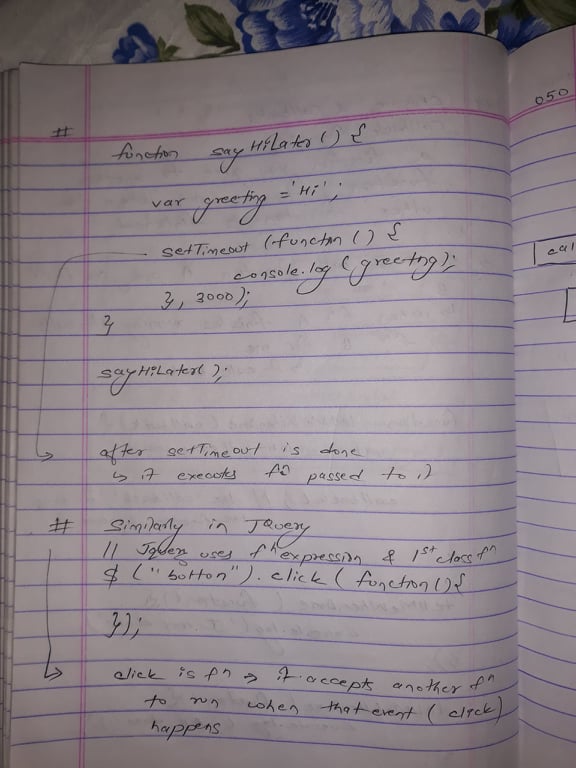 050
#
function sayHiLater () {
var greeting = 'Hi';
setTimeout (function () {
console.log (greeting);
}, 3000);
}
sayHiLater();
after setTimeout is done
↳ it executes fn passed to it
# Similarly in JQuery
// Jquery uses fn expression & 1st class fn
$ ("button"). click ( function () {
});
click is fn → it accepts another fn
to run when that event (click)
happens
cal